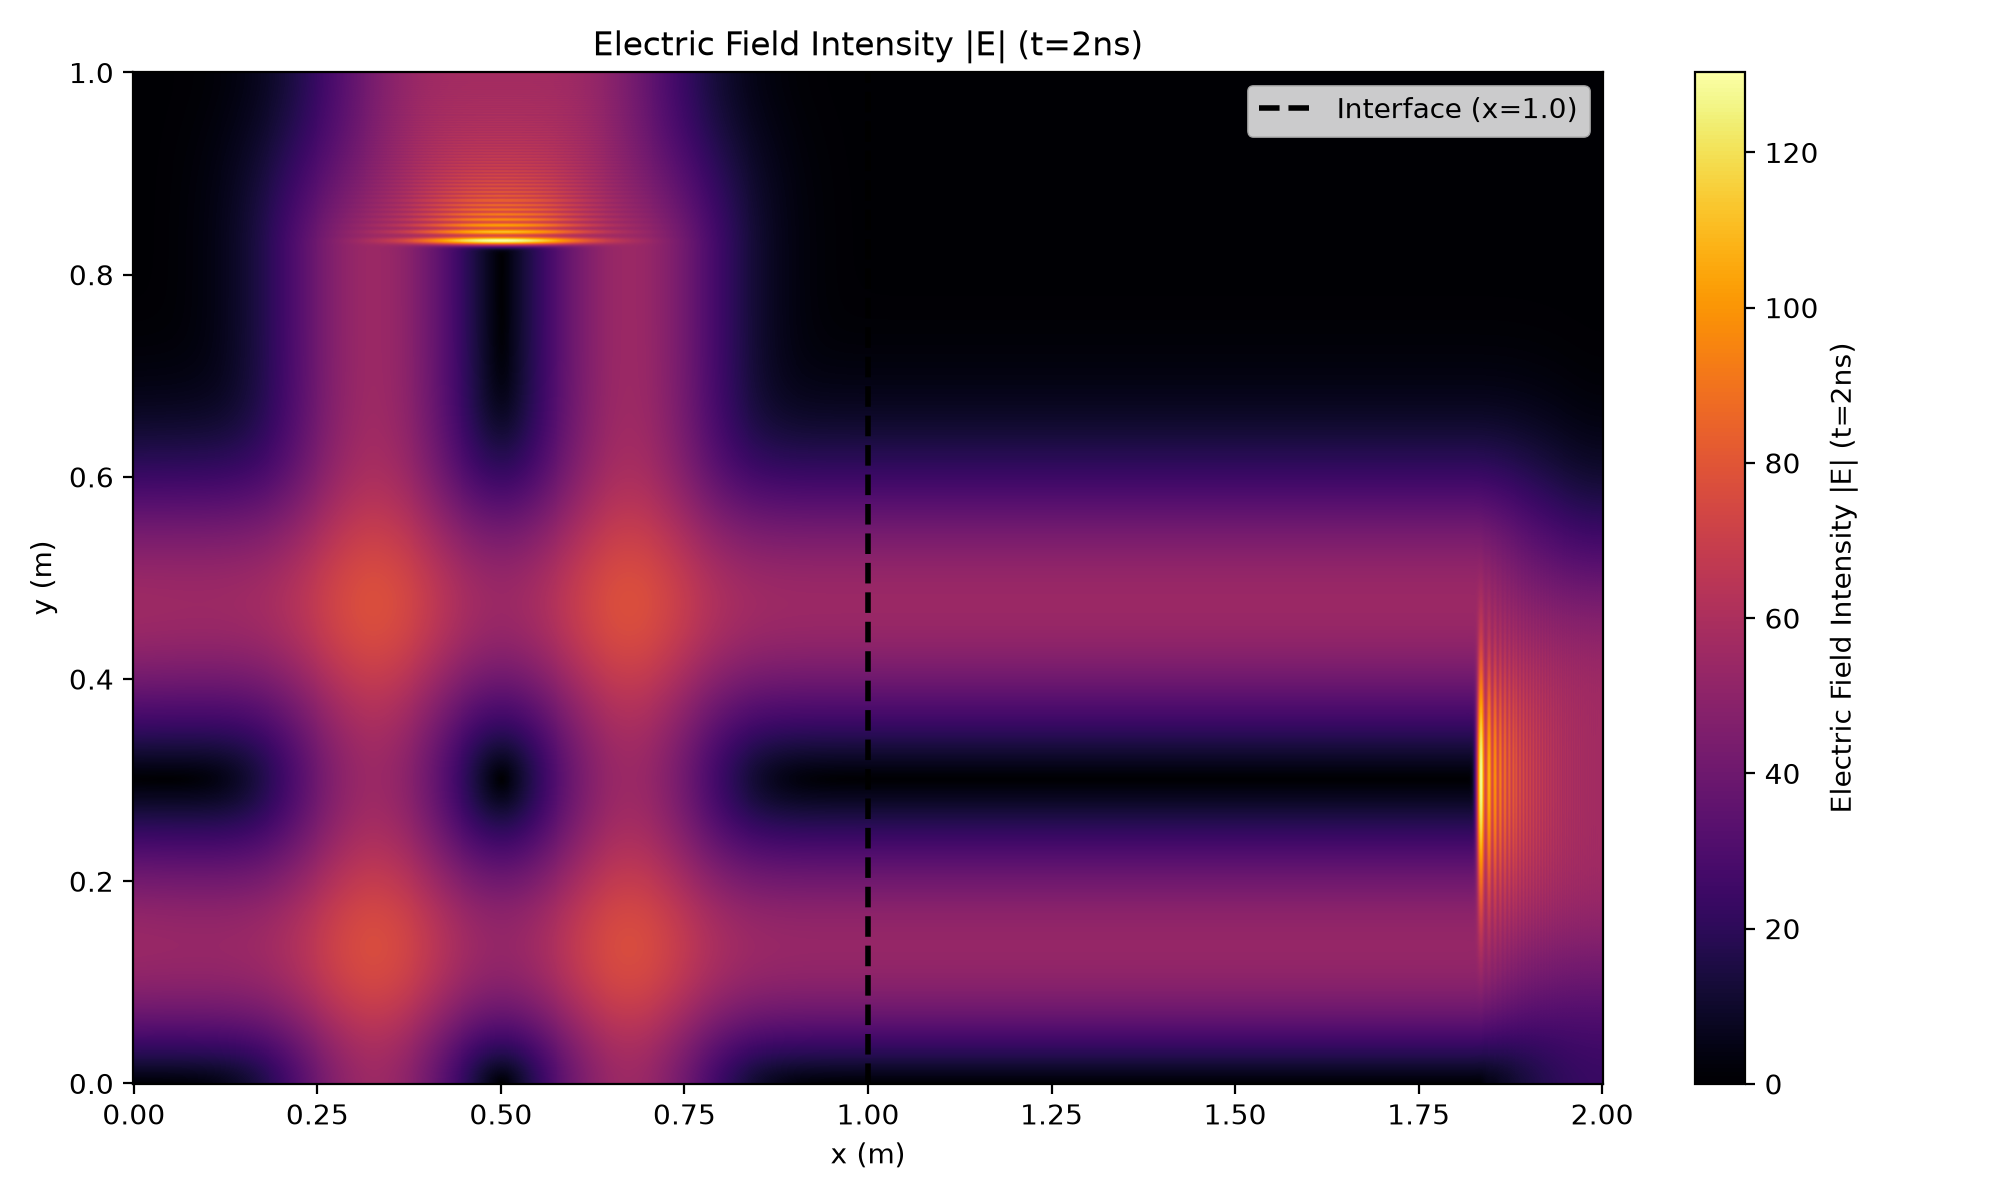 Electric Field Intensity |E| (t=2ns)
Interface (x=1.0)
1.0
0.8
0.6
0.4
0.2
0.0
y (m)
0.00 0.25 0.50 0.75 1.00 1.25 1.50 1.75 2.00
x (m)
120
100
80
60
40
20
0
Electric Field Intensity |E| (t=2ns)